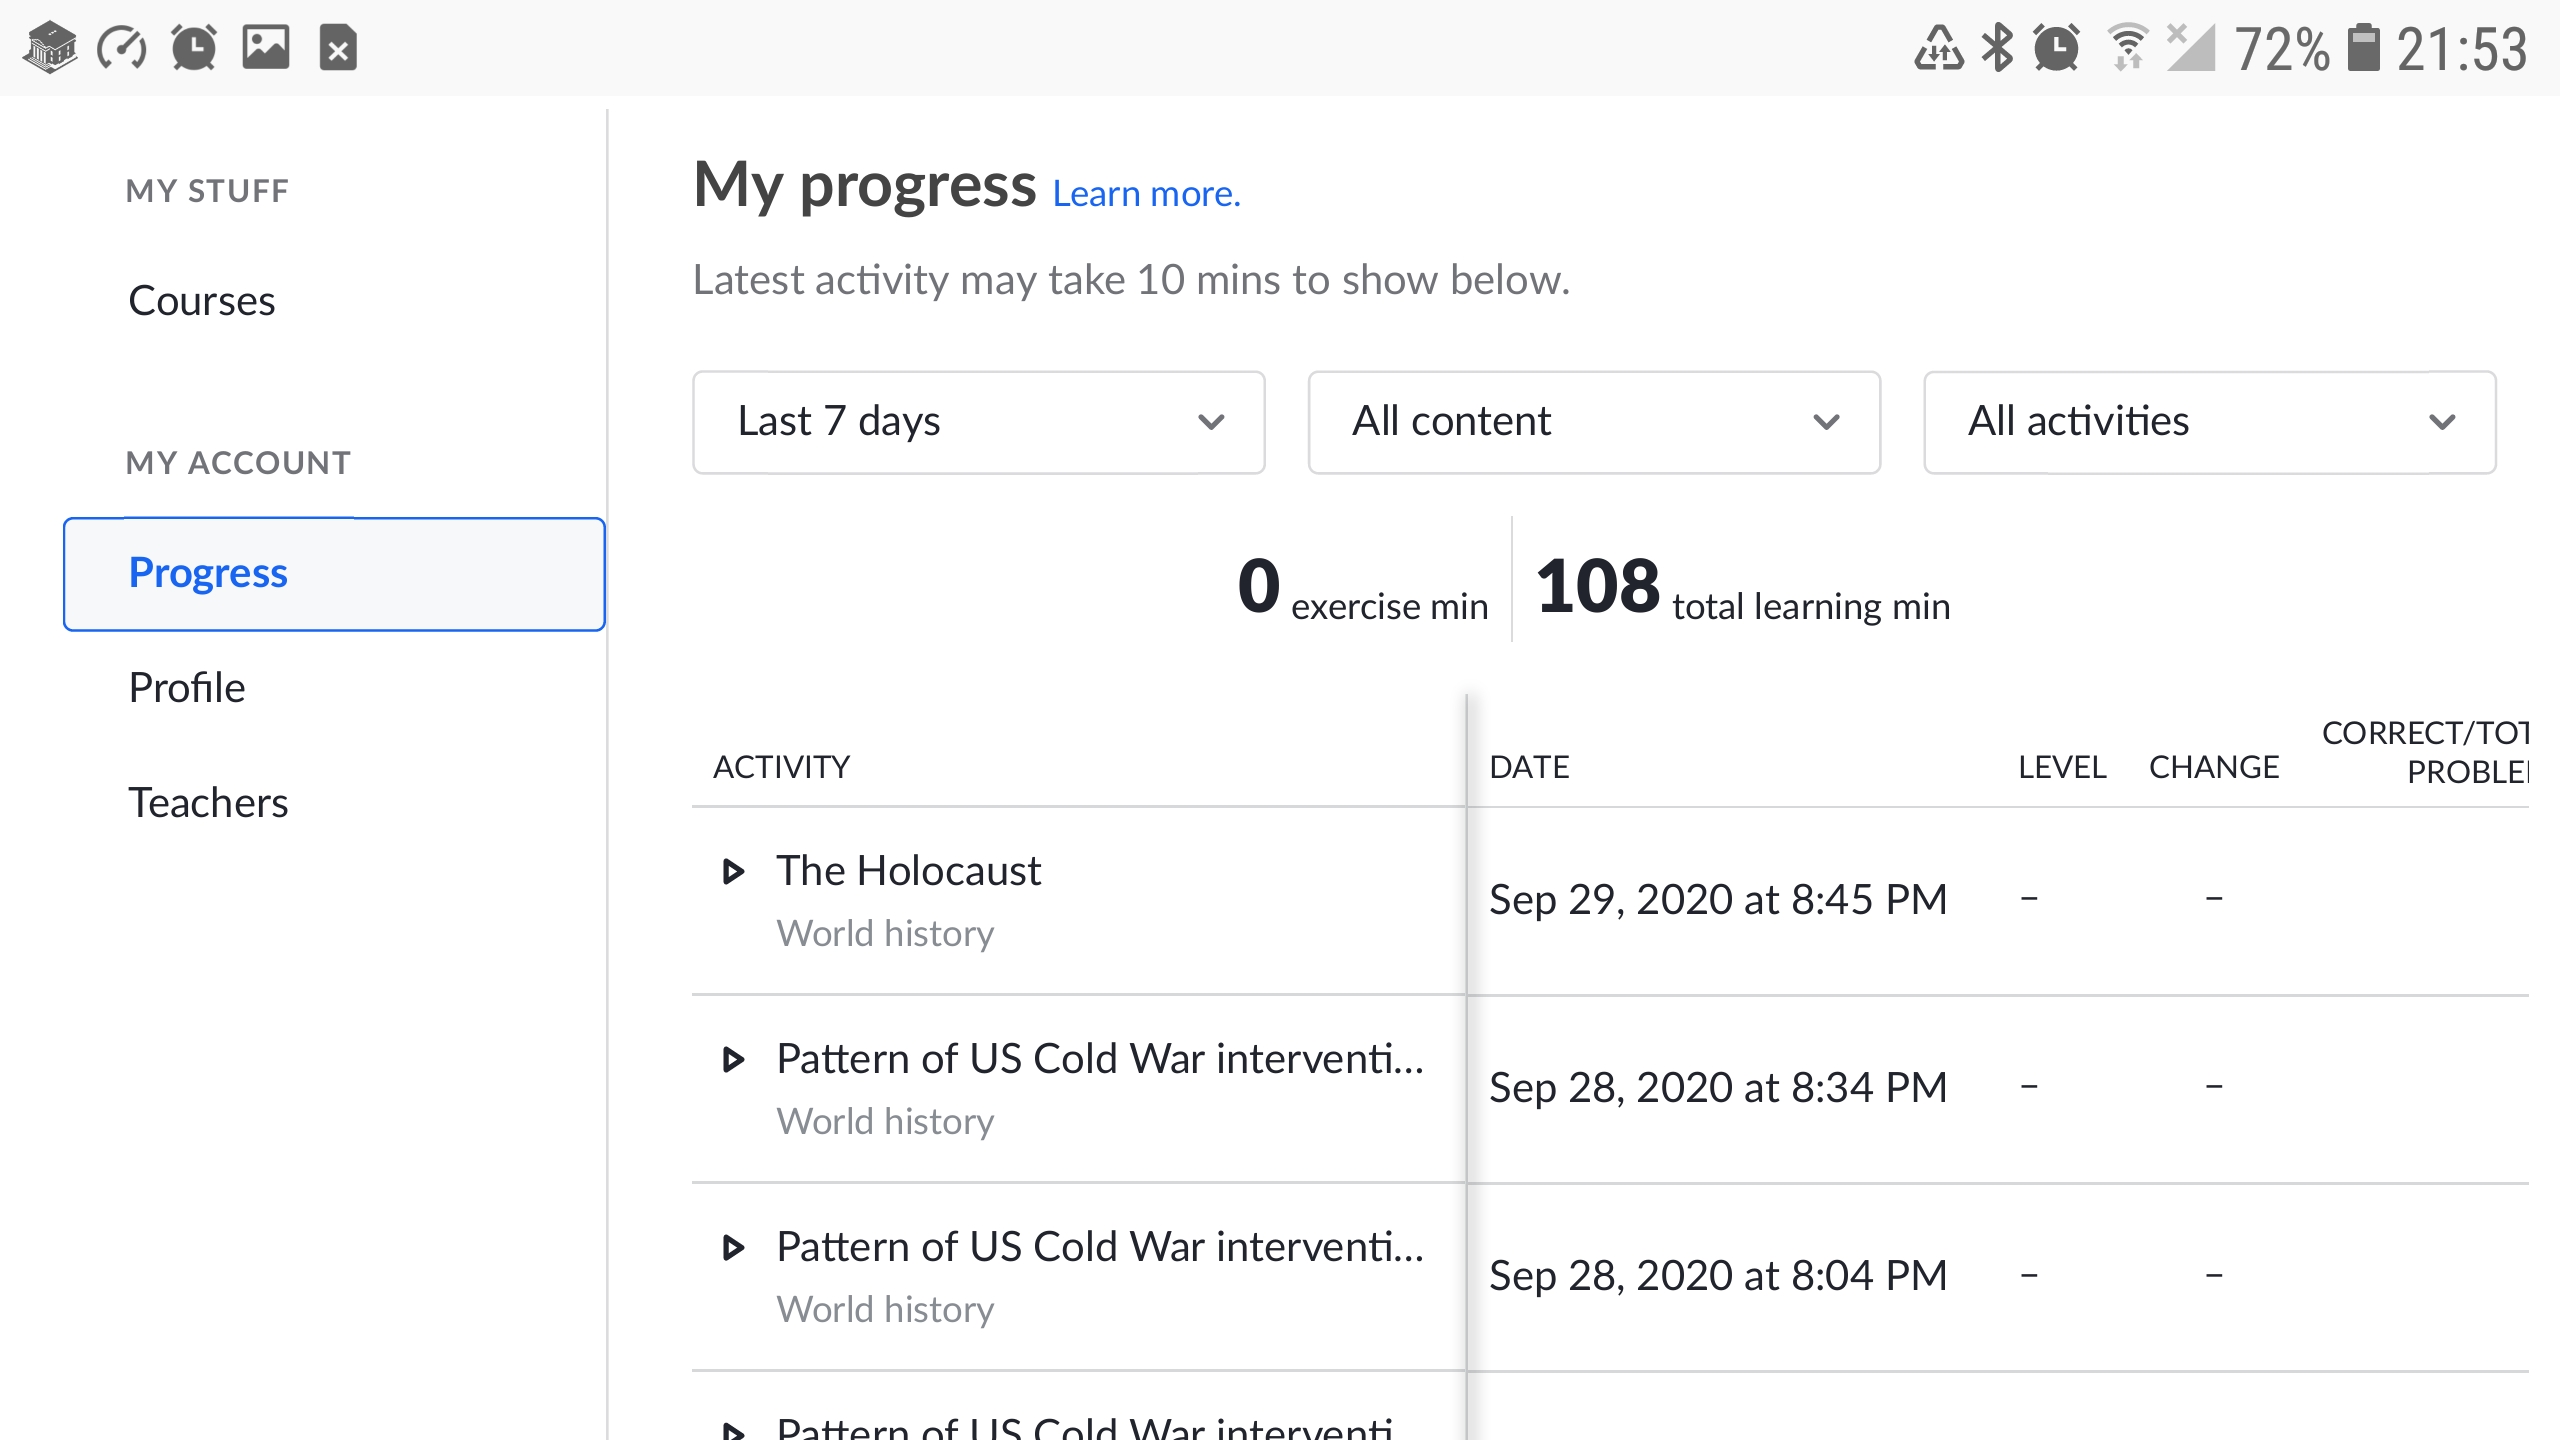 72% 21:53
MY STUFF
Courses
MY ACCOUNT
Progress
Profile
Teachers
My progress Learn more.
Latest activity may take 10 mins to show below.
Last 7 days
All content
All activities
0 exercise min
108 total learning min
ACTIVITY DATE LEVEL CHANGE CORRECT/TOT
PROBLE
The Holocaust
World history
Sep 29, 2020 at 8:45 PM – –
Pattern of US Cold War interventi...
World history
Sep 28, 2020 at 8:34 PM – –
Pattern of US Cold War interventi...
World history
Sep 28, 2020 at 8:04 PM – –
Pattern of US Cold War interventi